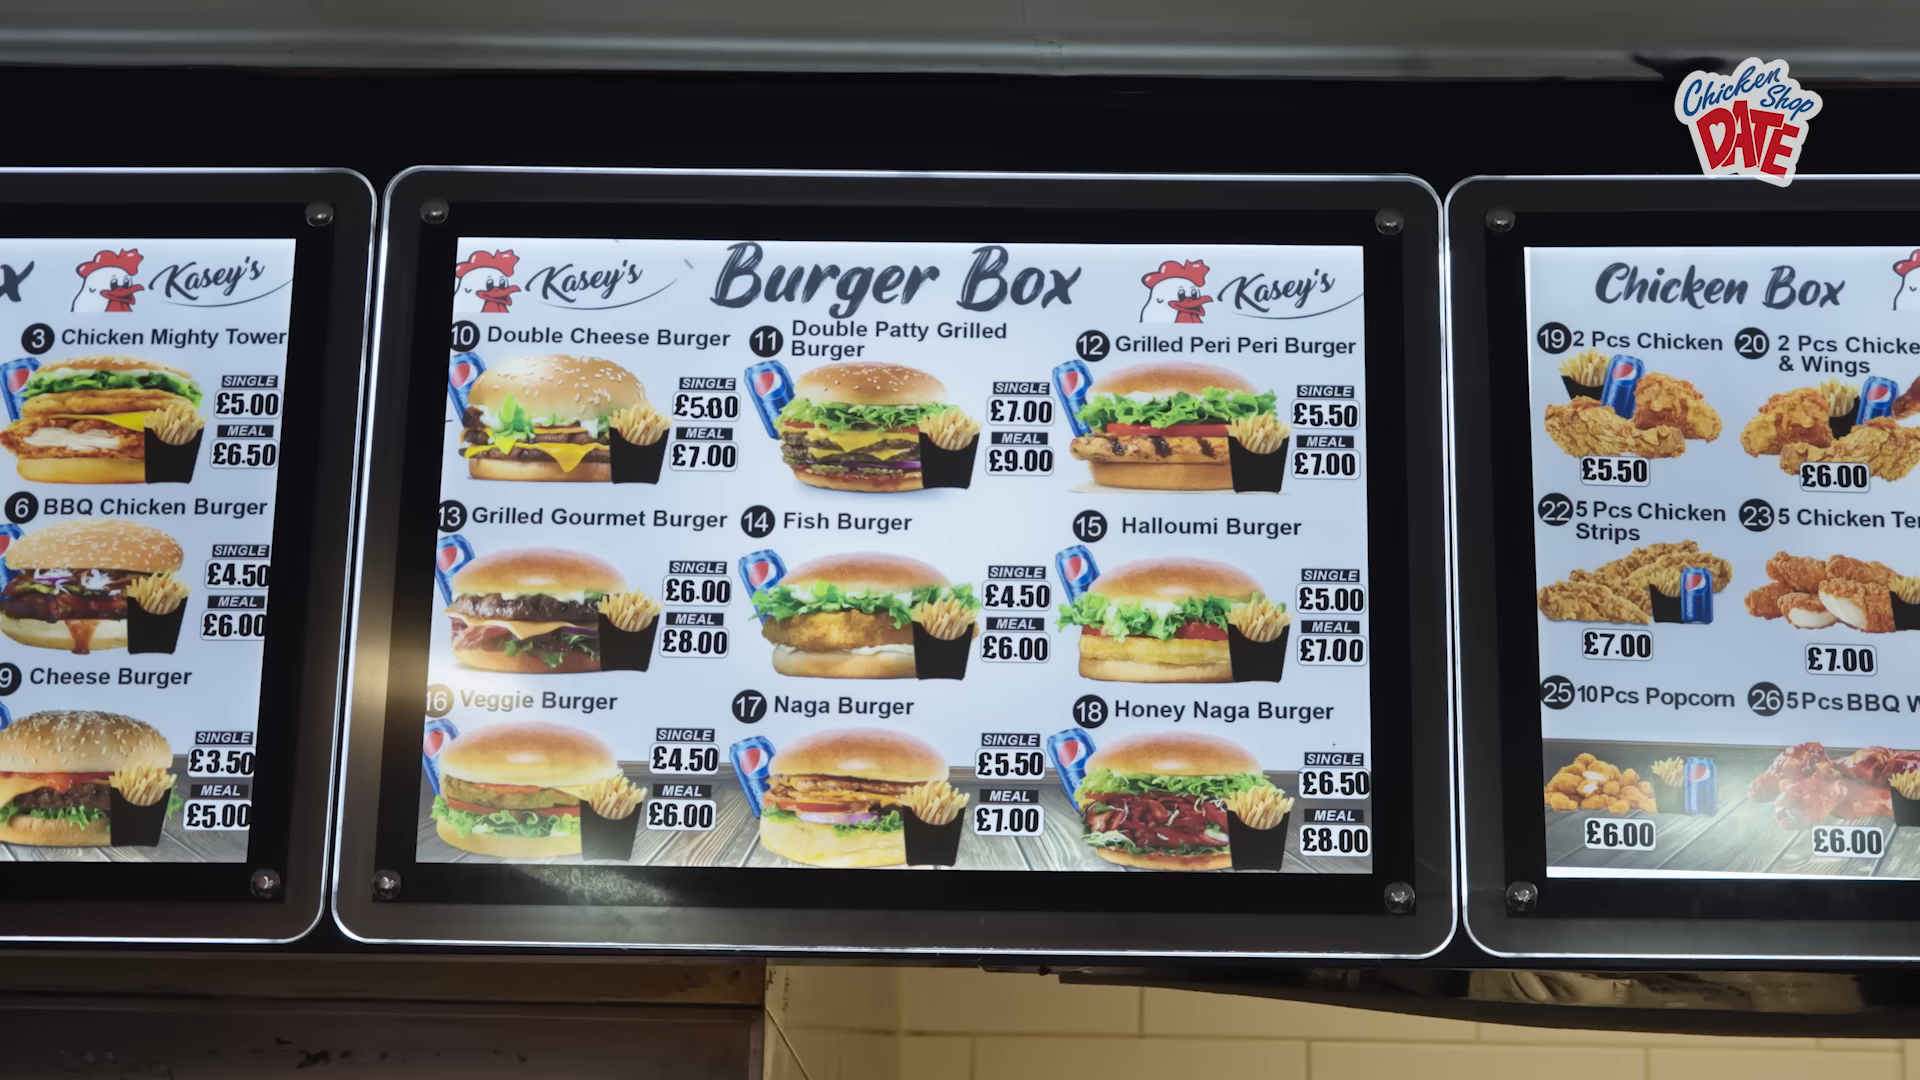 Chicken
Shop
DATE
x
Kasey's
3 Chicken Mighty Tower
SINGLE
£5.00
MEAL
£6.50
6 BBQ Chicken Burger
SINGLE
£4.50
MEAL
£6.00
9 Cheese Burger
SINGLE
£3.50
MEAL
£5.00
Kasey's
Burger Box
Kasey's
10 Double Cheese Burger
SINGLE
£5.00
MEAL
£7.00
11 Double Patty Grilled
Burger
SINGLE
£7.00
MEAL
£9.00
12 Grilled Peri Peri Burger
SINGLE
£5.50
MEAL
£7.00
13 Grilled Gourmet Burger
SINGLE
£6.00
MEAL
£8.00
14 Fish Burger
SINGLE
£4.50
MEAL
£6.00
15 Halloumi Burger
SINGLE
£5.00
MEAL
£7.00
16 Veggie Burger
SINGLE
£4.50
MEAL
£6.00
17 Naga Burger
SINGLE
£5.50
MEAL
£7.00
18 Honey Naga Burger
SINGLE
£6.50
MEAL
£8.00
Chicken Box
19 2 Pcs Chicken
£5.50
20 2 Pcs Chicke
& Wings
£6.00
22 5 Pcs Chicken
Strips
£7.00
23 5 Chicken Te
£7.00
25 10 Pcs Popcorn
£6.00
26 5 Pcs BBQ W
£6.00